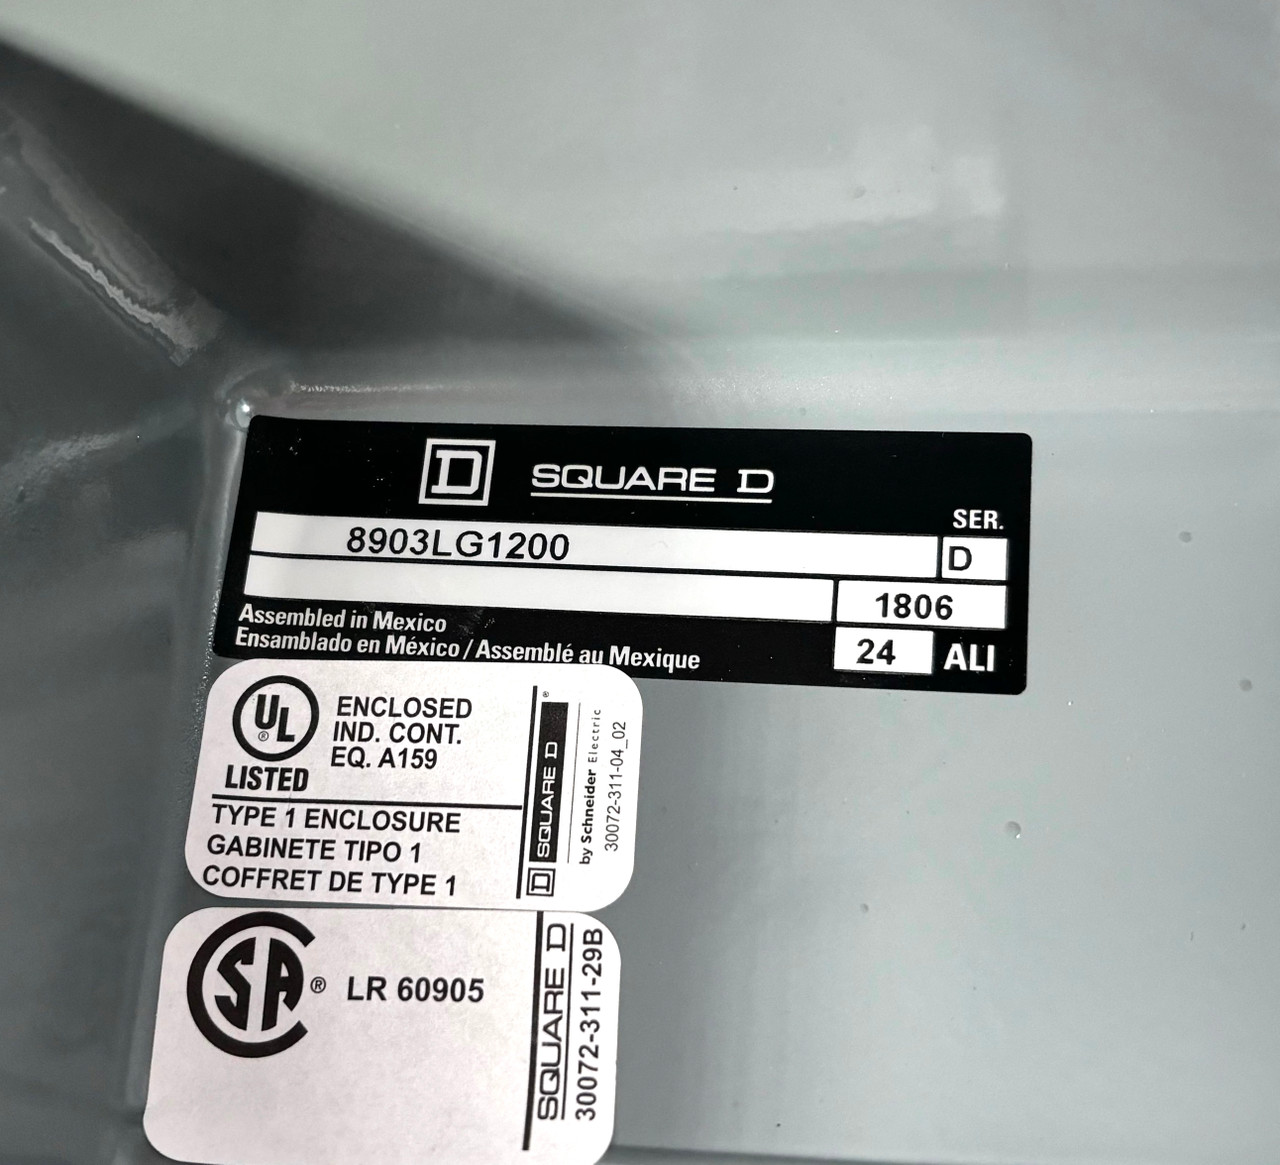 D SQUARE D
SER.
8903LG1200 D
1806
Assembled in Mexico
Ensamblado en México / Assemblé au Mexique
24 ALI
UL ®
LISTED
ENCLOSED
IND. CONT.
EQ. A159
TYPE 1 ENCLOSURE
GABINETE TIPO 1
COFFRET DE TYPE 1
D SQUARE D ®
by Schneider Electric
30072-311-04_02
SA ® LR 60905
SQUARE D
30072-311-29B